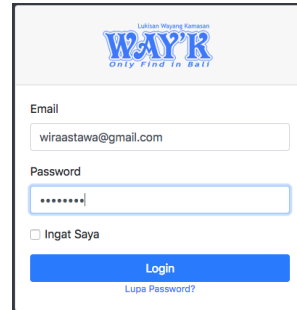 Lukisan Wayang Kamasan
WAY'K
Only Find in Bali
Email
wiraastawa@gmail.com
Password
••••••••
Ingat Saya
Login
Lupa Password?